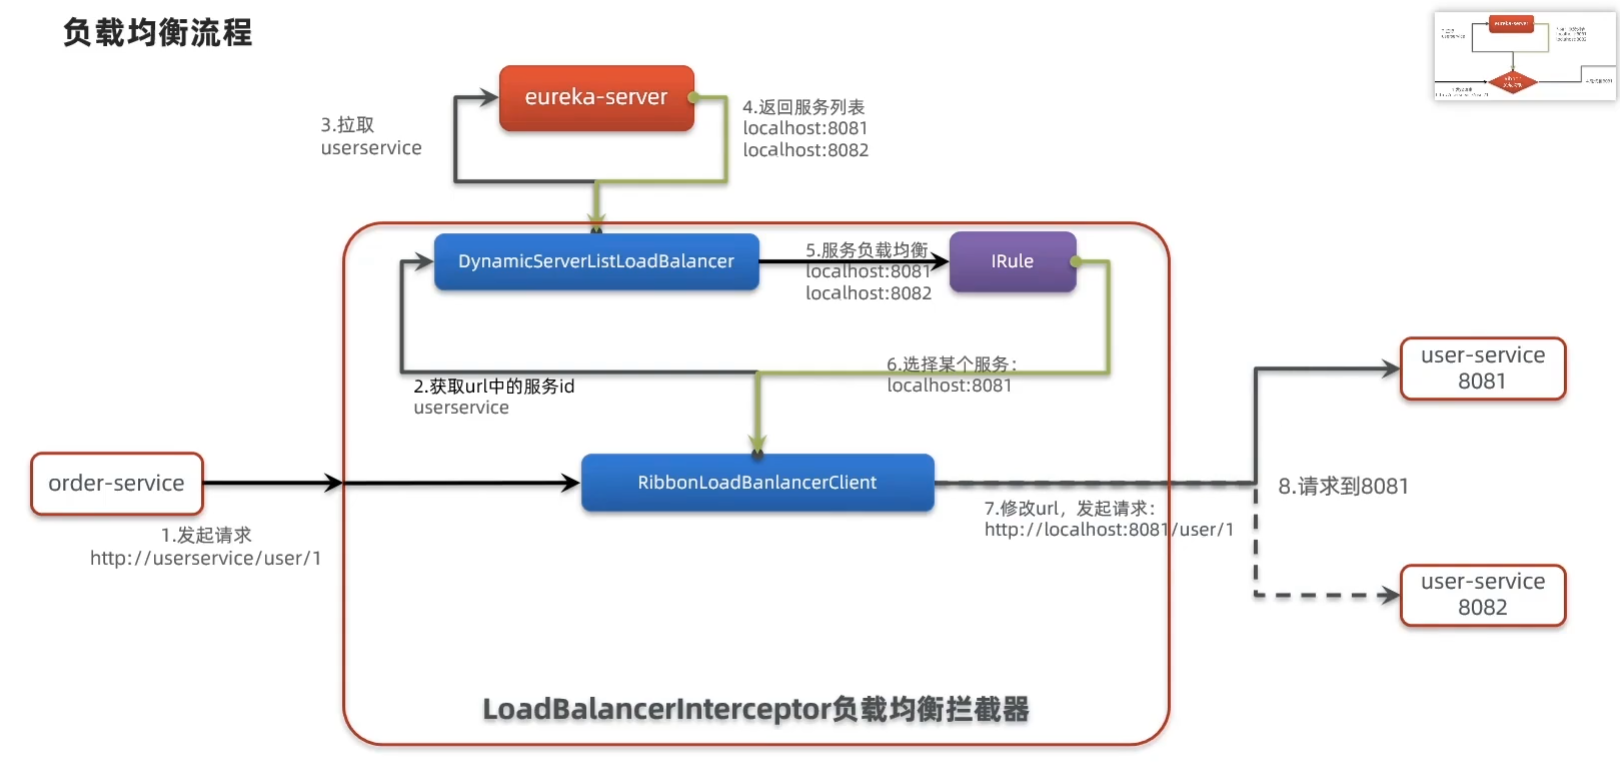 负载均衡流程
eureka-server
3.拉取
userservice
4.返回服务列表
localhost:8081
localhost:8082
DynamicServerListLoadBalancer
5.服务负载均衡
localhost:8081
localhost:8082
IRule
6.选择某个服务：
localhost:8081
2.获取url中的服务id
userservice
order-service
1.发起请求
http://userservice/user/1
RibbonLoadBanlancerClient
7.修改url，发起请求：
http://localhost:8081/user/1
8.请求到8081
user-service
8081
user-service
8082
LoadBalancerInterceptor负载均衡拦截器
eureka-server